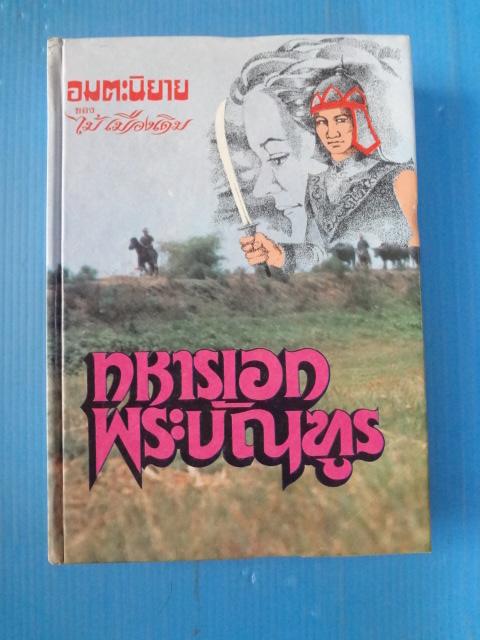 อมตะนิยาย
ของ
ไม้ เมืองเดิม
ทหารเอก
พระบัณฑูร